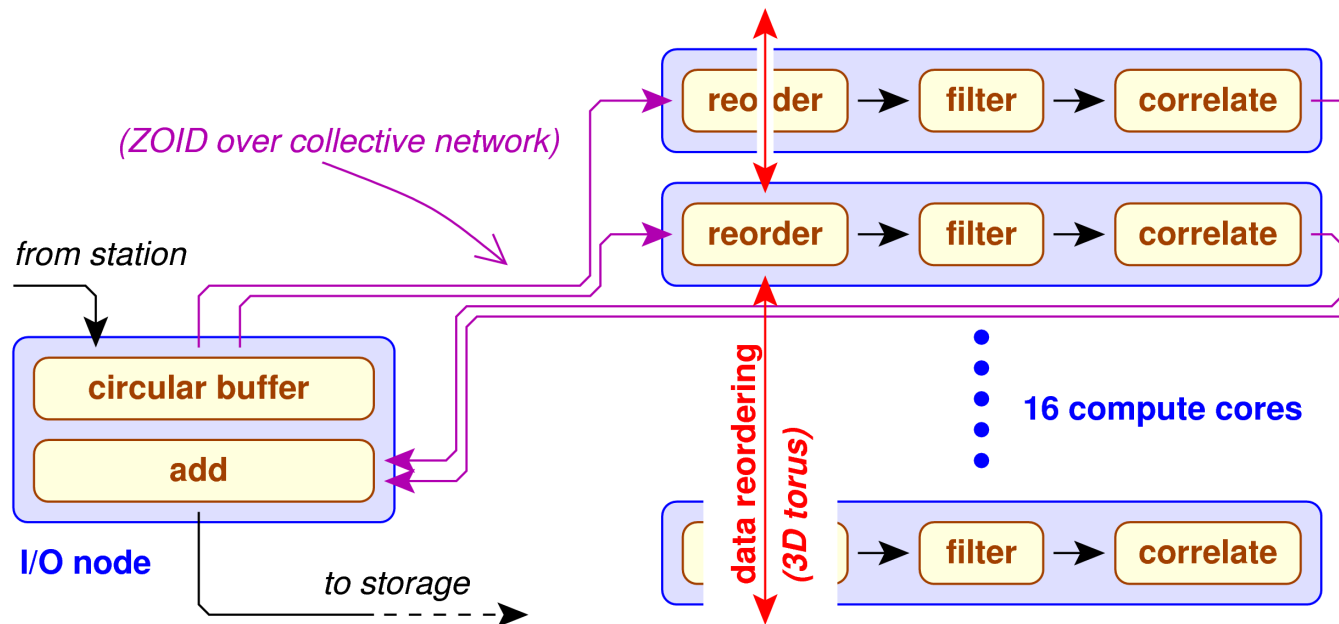 reorder filter correlate
(ZOID over collective network)
reorder filter correlate
from station
circular buffer
add
I/O node
to storage
data reordering
(3D torus)
16 compute cores
filter correlate